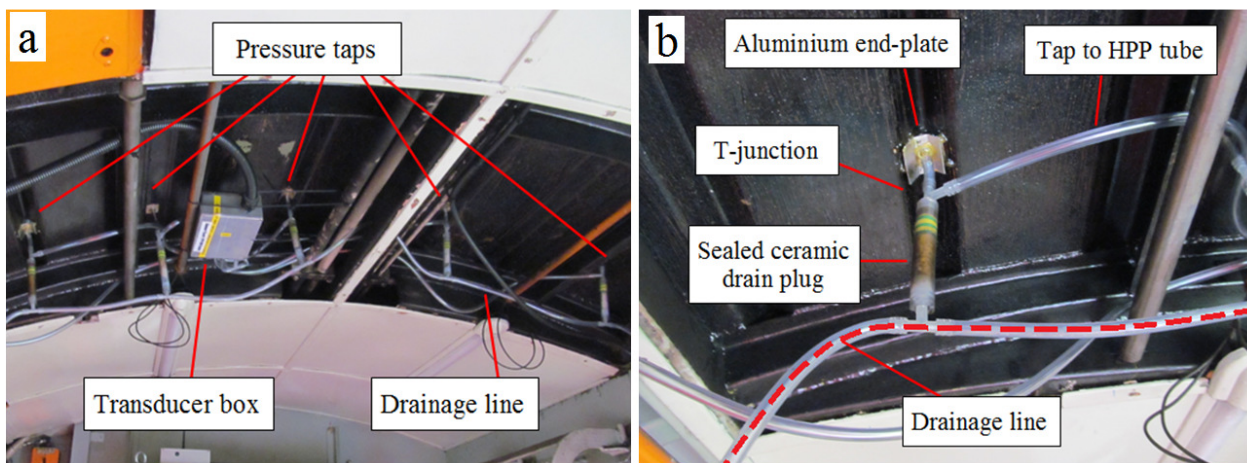 a
Pressure taps
Transducer box
Drainage line
b
Aluminium end-plate
Tap to HPP tube
T-junction
Sealed ceramic
drain plug
Drainage line